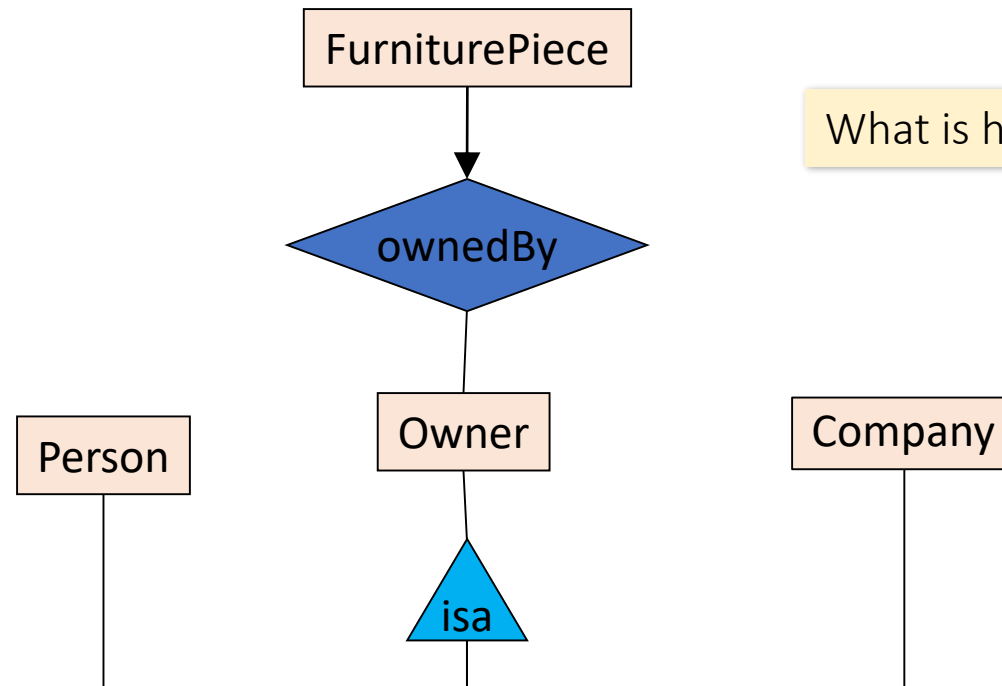 FurniturePiece
What is h
ownedBy
Person
Owner
Company
isa